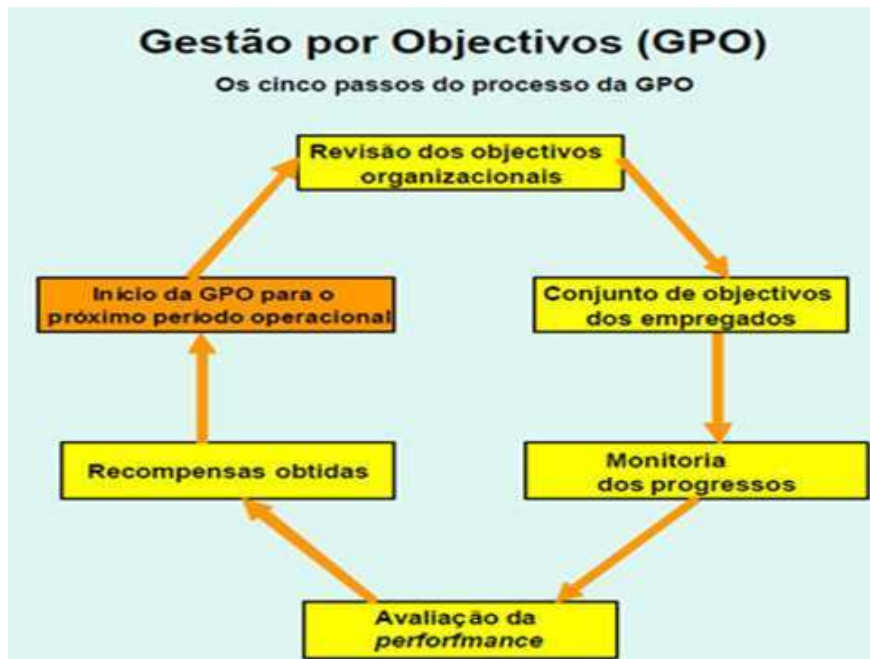 Gestão por Objectivos (GPO)
Os cinco passos do processo da GPO
Revisão dos objectivos
organizacionais
Conjunto de objectivos
dos empregados
Monitoria
dos progressos
Avaliação da
perforfmance
Recompensas obtidas
Início da GPO para o
próximo período operacional